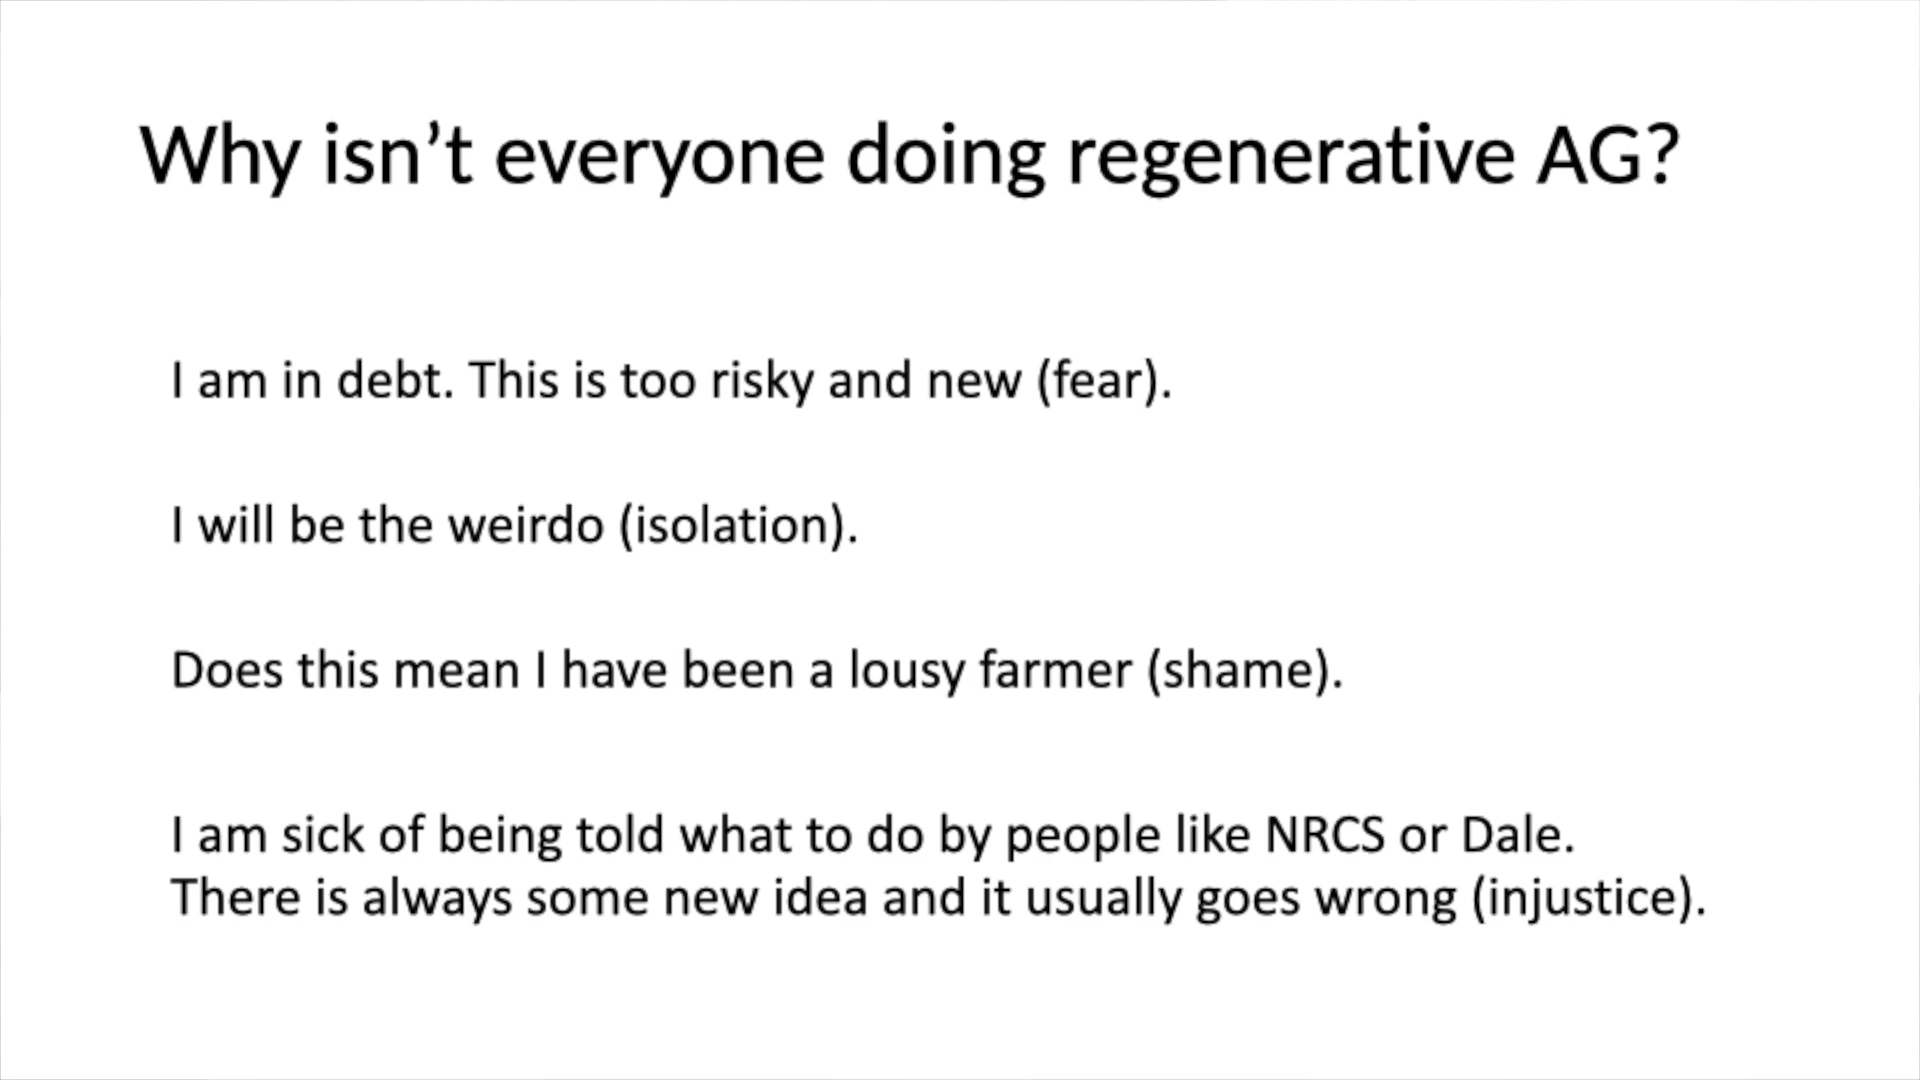 Why isn’t everyone doing regenerative AG?
I am in debt. This is too risky and new (fear).
I will be the weirdo (isolation).
Does this mean I have been a lousy farmer (shame).
I am sick of being told what to do by people like NRCS or Dale.
There is always some new idea and it usually goes wrong (injustice).